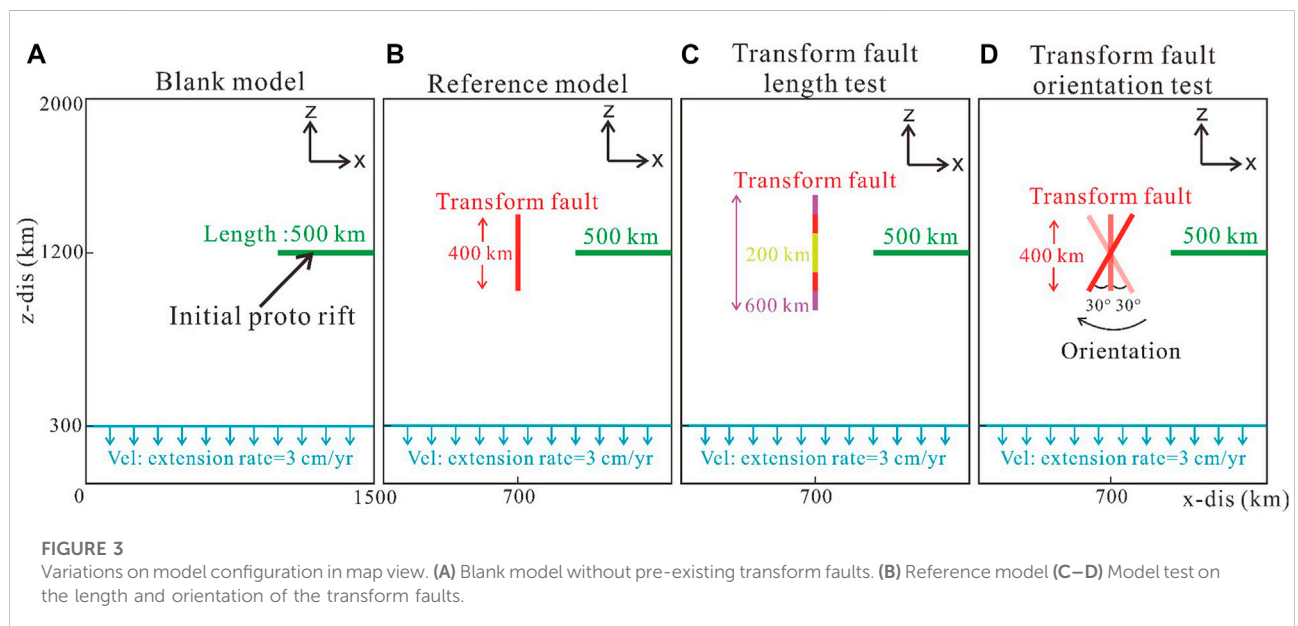 A
Blank model
2000
z
x
Length :500 km
1200
z-dis (km)
Initial proto rift
300
Vel: extension rate=3 cm/yr
0
1500
B
Reference model
z
x
Transform fault
400 km
500 km
Vel: extension rate=3 cm/yr
700
C
Transform fault
length test
z
x
Transform fault
500 km
200 km
600 km
Vel: extension rate=3 cm/yr
700
D
Transform fault
orientation test
z
x
Transform fault
500 km
400 km
30° 30°
Orientation
Vel: extension rate=3 cm/yr
700
x-dis (km)
FIGURE 3
Variations on model configuration in map view. (A) Blank model without pre-existing transform faults. (B) Reference model (C–D) Model test on
the length and orientation of the transform faults.